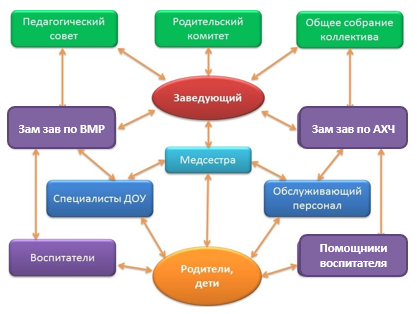 Педагогический
совет
Родительский
комитет
Общее собрание
коллектива
Заведующий
Зам зав по ВМР
Зам зав по АХЧ
Медсестра
Специалисты ДОУ
Обслуживающий
персонал
Воспитатели
Родители,
дети
Помощники
воспитателя